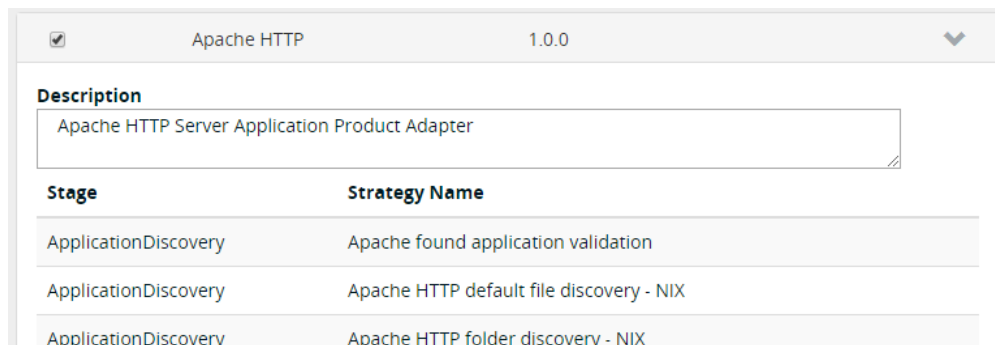 Apache HTTP 1.0.0
Description
Apache HTTP Server Application Product Adapter
Stage Strategy Name
ApplicationDiscovery Apache found application validation
ApplicationDiscovery Apache HTTP default file discovery - NIX
ApplicationDiscovery Apache HTTP folder discovery - NIX